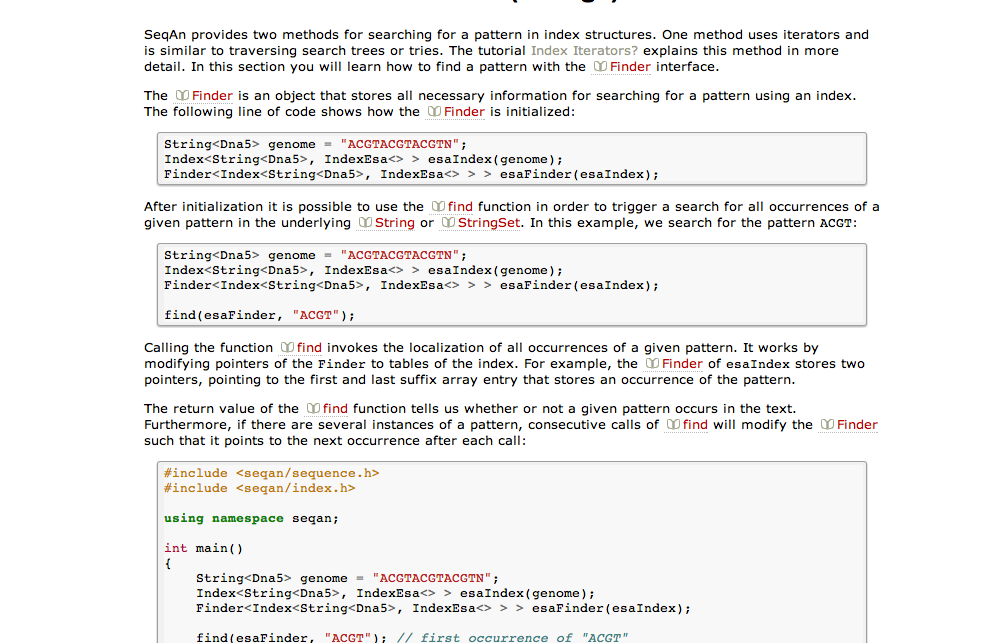 SeqAn provides two methods for searching for a pattern in index structures. One method uses iterators and
is similar to traversing search trees or tries. The tutorial Index Iterators? explains this method in more
detail. In this section you will learn how to find a pattern with the Finder interface.
The Finder is an object that stores all necessary information for searching for a pattern using an index.
The following line of code shows how the Finder is initialized:
String<Dna5> genome = "ACGTACGTACGTN";
Index<String<Dna5>, IndexEsa<> > esaIndex(genome);
Finder<Index<String<Dna5>, IndexEsa<> > > esaFinder(esaIndex);
After initialization it is possible to use the find function in order to trigger a search for all occurrences of a
given pattern in the underlying String or StringSet. In this example, we search for the pattern ACGT:
String<Dna5> genome = "ACGTACGTACGTN";
Index<String<Dna5>, IndexEsa<> > esaIndex(genome);
Finder<Index<String<Dna5>, IndexEsa<> > > esaFinder(esaIndex);
find(esaFinder, "ACGT");
Calling the function find invokes the localization of all occurrences of a given pattern. It works by
modifying pointers of the Finder to tables of the index. For example, the Finder of esaIndex stores two
pointers, pointing to the first and last suffix array entry that stores an occurrence of the pattern.
The return value of the find function tells us whether or not a given pattern occurs in the text.
Furthermore, if there are several instances of a pattern, consecutive calls of find will modify the Finder
such that it points to the next occurrence after each call:
#include <seqan/sequence.h>
#include <seqan/index.h>
using namespace seqan;
int main()
{
String<Dna5> genome = "ACGTACGTACGTN";
Index<String<Dna5>, IndexEsa<> > esaIndex(genome);
Finder<Index<String<Dna5>, IndexEsa<> > > esaFinder(esaIndex);
find(esaFinder, "ACGT"); // first occurrence of "ACGT"